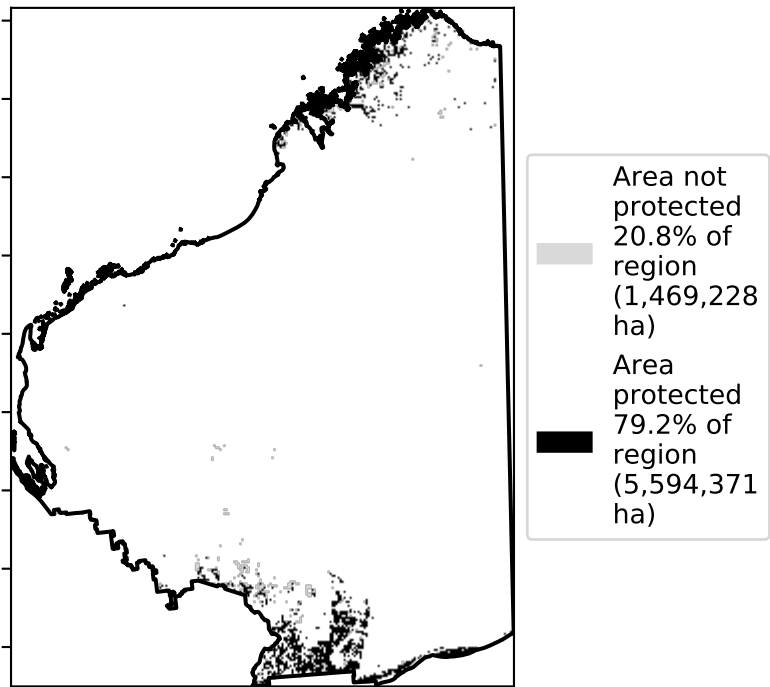 Area not
protected
20.8% of
region
(1,469,228
ha)
Area
protected
79.2% of
region
(5,594,371
ha)